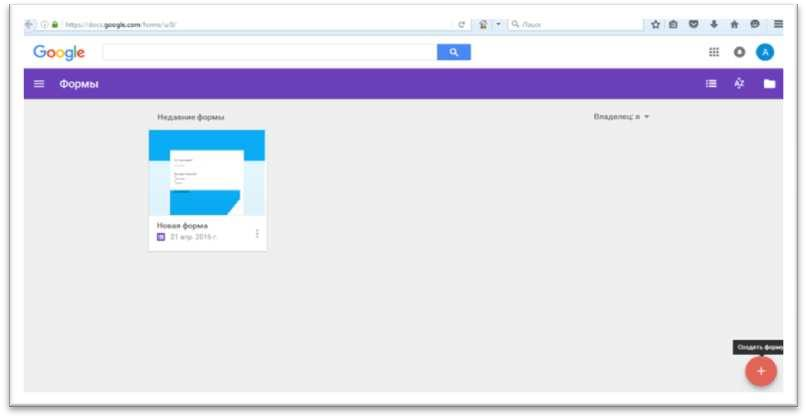 https://docs.google.com/forms/u/0/
Поиск
Google
A
Формы
Недавние формы
Владелец: я
Новая форма
21 апр. 2016 г.
Создать форму